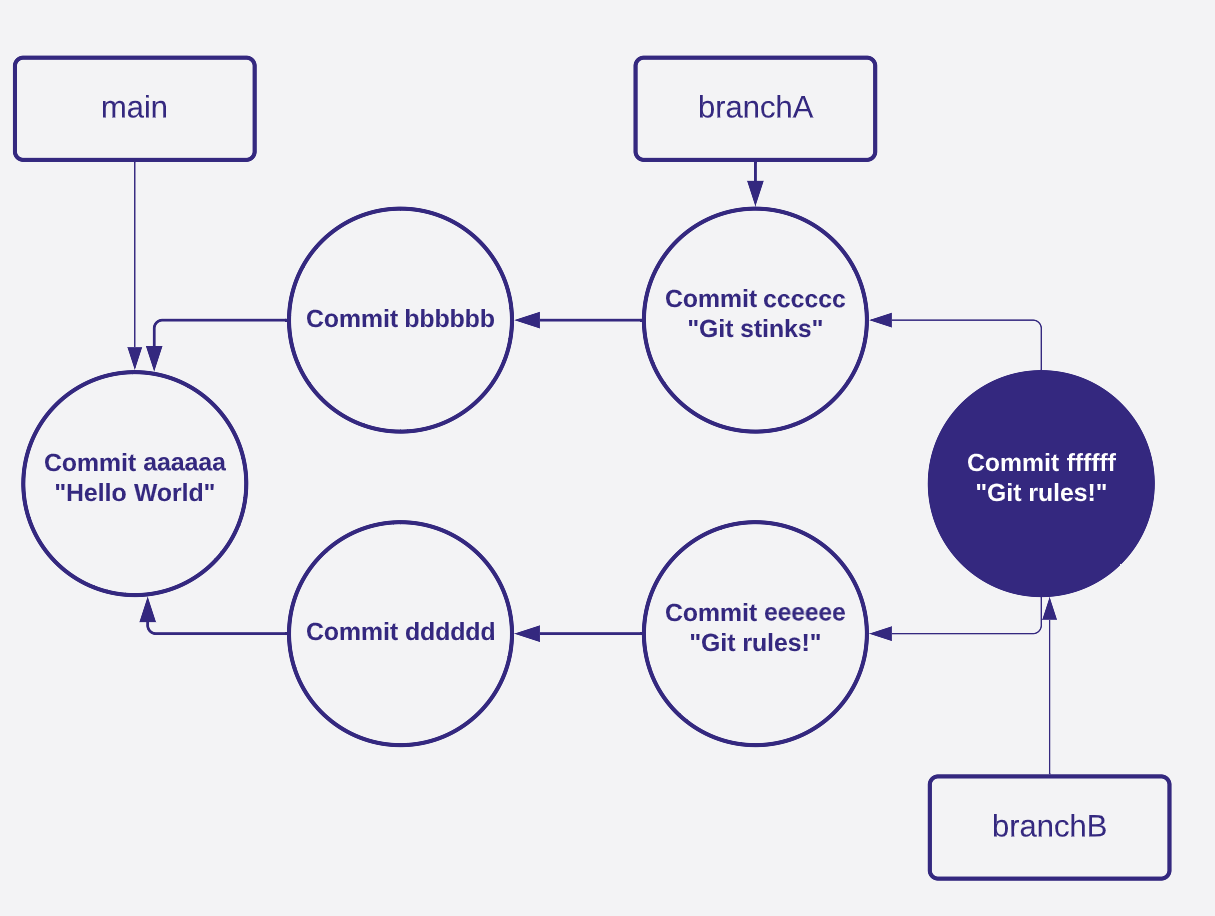 main
branchA
Commit bbbbbb
Commit cccccc
"Git stinks"
Commit aaaaaa
"Hello World"
Commit ffffff
"Git rules!"
Commit dddddd
Commit eeeeee
"Git rules!"
branchB